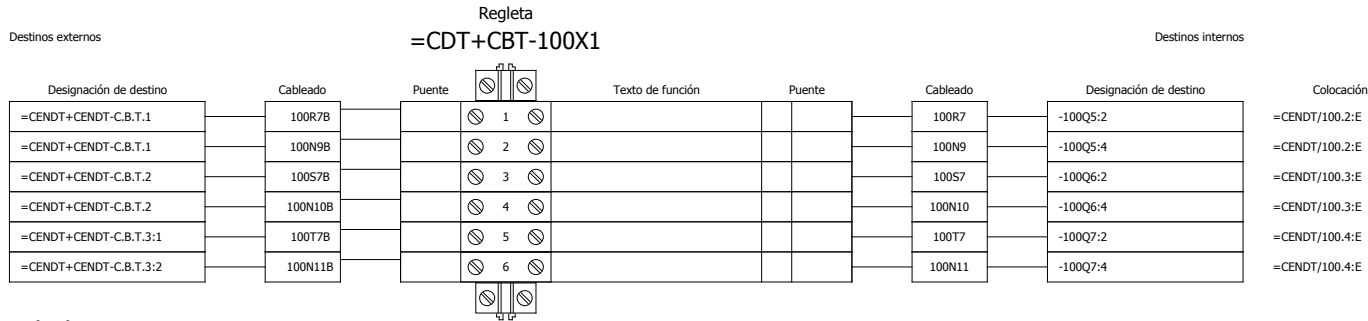 Regleta
Destinos externos =CDT+CBT-100X1 Destinos internos
Designación de destino Cableado Puente Texto de función Puente Cableado Designación de destino Colocación
=CENDT+CENDT-C.B.T.1 100R7B 1 100R7 -100Q5:2 =CENDT/100.2:E
=CENDT+CENDT-C.B.T.1 100N9B 2 100N9 -100Q5:4 =CENDT/100.2:E
=CENDT+CENDT-C.B.T.2 100S7B 3 100S7 -100Q6:2 =CENDT/100.3:E
=CENDT+CENDT-C.B.T.2 100N10B 4 100N10 -100Q6:4 =CENDT/100.3:E
=CENDT+CENDT-C.B.T.3:1 100T7B 5 100T7 -100Q7:2 =CENDT/100.4:E
=CENDT+CENDT-C.B.T.3:2 100N11B 6 100N11 -100Q7:4 =CENDT/100.4:E